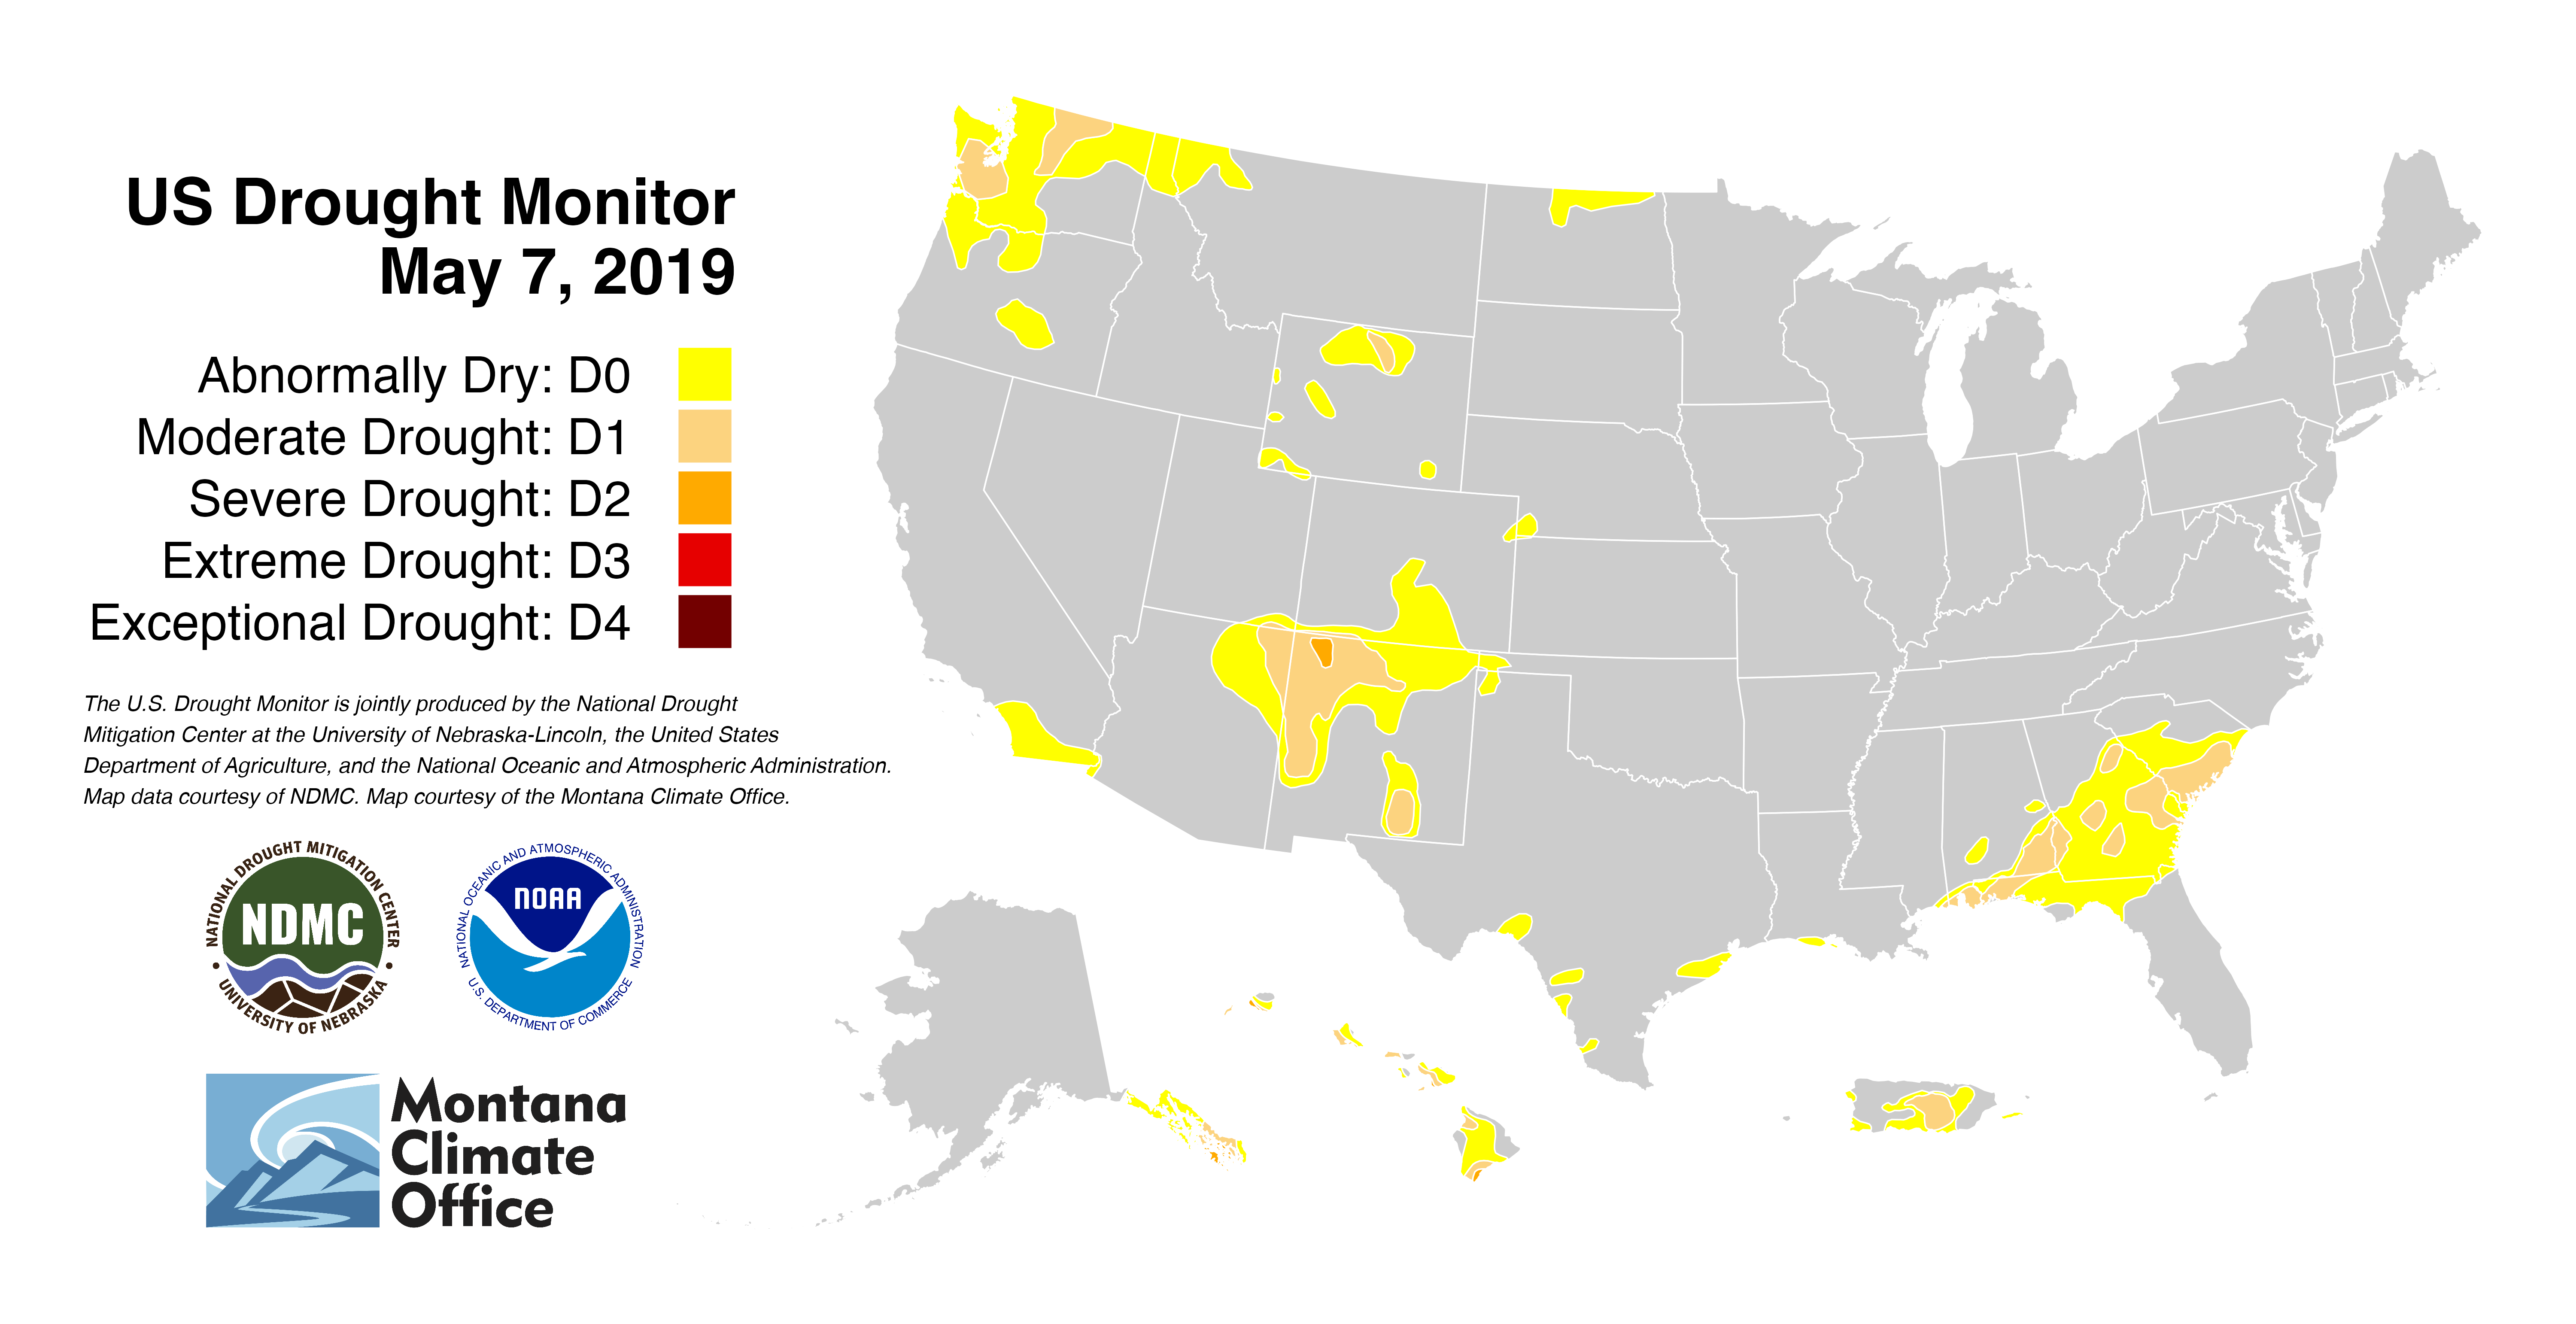 US Drought Monitor
May 7, 2019
Abnormally Dry: D0
Moderate Drought: D1
Severe Drought: D2
Extreme Drought: D3
Exceptional Drought: D4
The U.S. Drought Monitor is jointly produced by the National Drought
Mitigation Center at the University of Nebraska-Lincoln, the United States
Department of Agriculture, and the National Oceanic and Atmospheric Administration.
Map data courtesy of NDMC. Map courtesy of the Montana Climate Office.
NATIONAL DROUGHT MITIGATION CENTER
NDMC
• UNIVERSITY OF NEBRASKA •
NATIONAL OCEANIC AND ATMOSPHERIC ADMINISTRATION
NOAA
U.S. DEPARTMENT OF COMMERCE
Montana
Climate
Office